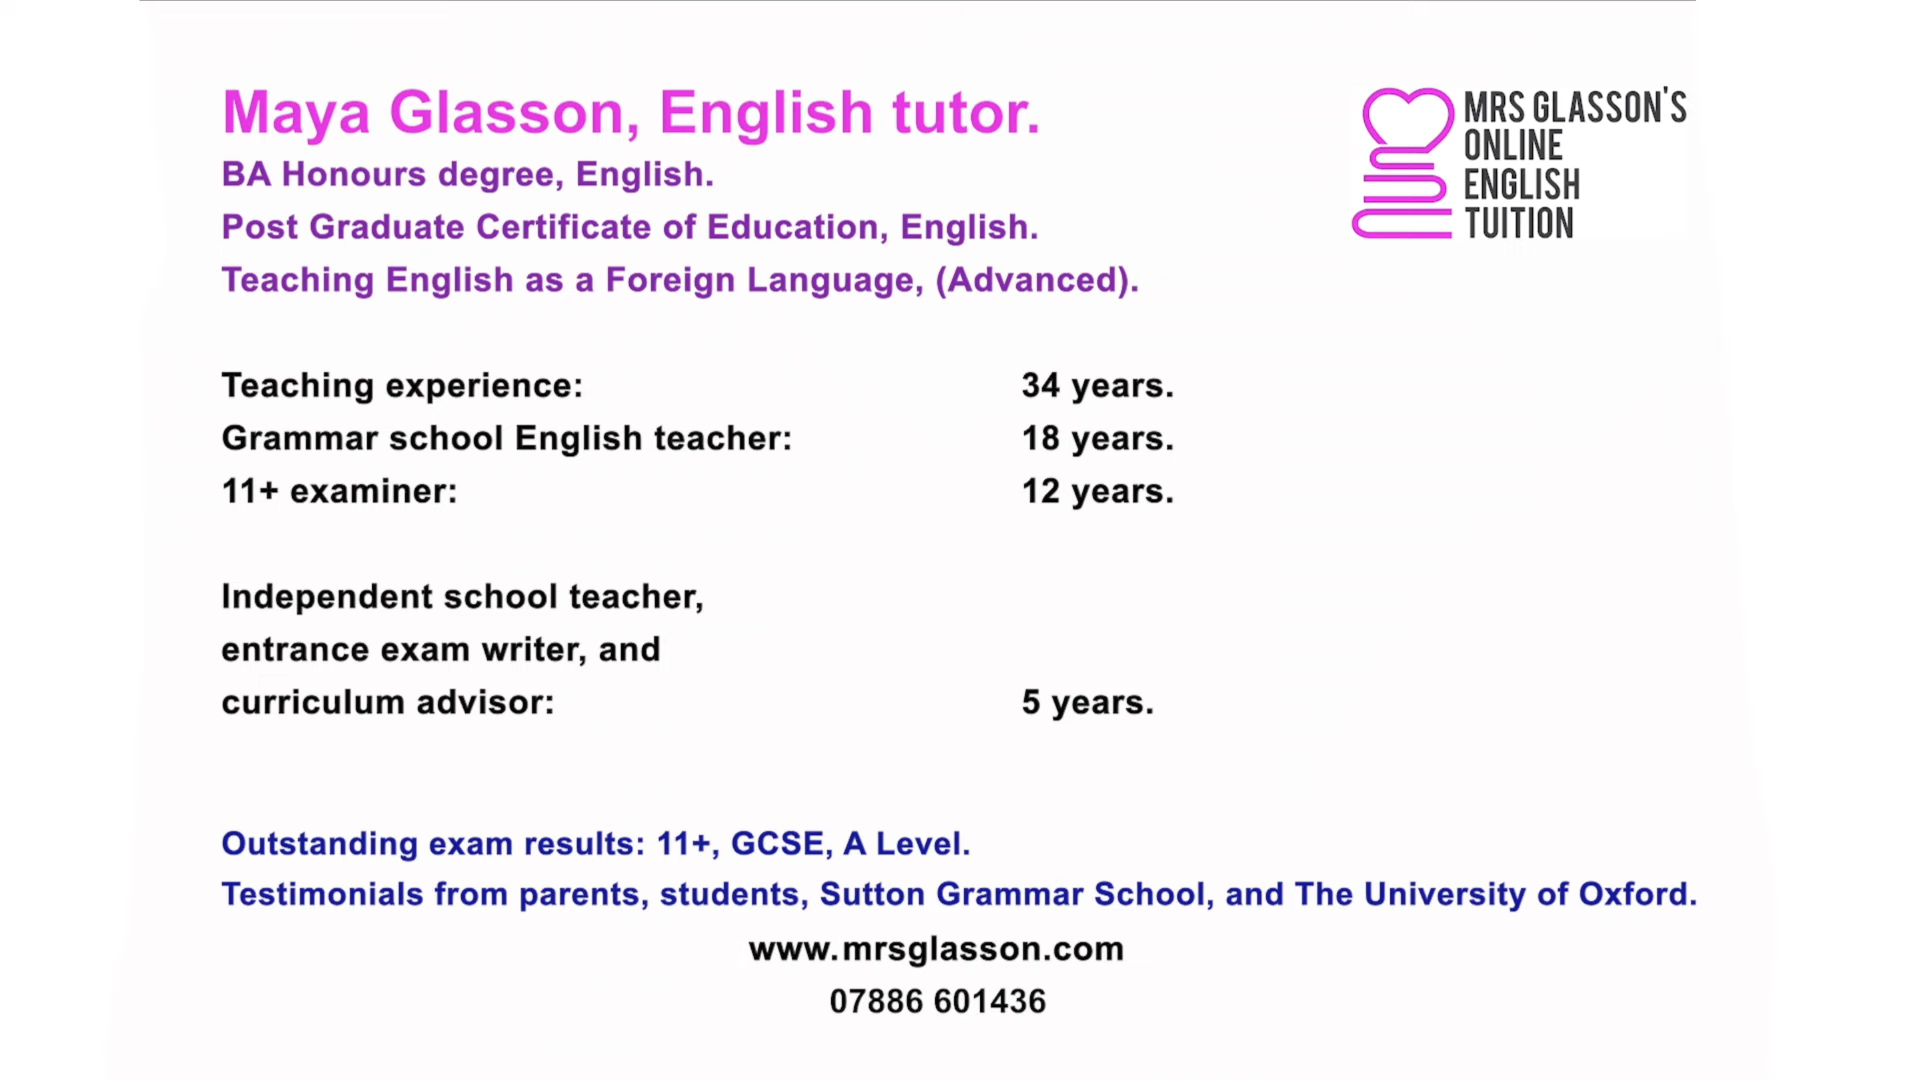 Maya Glasson, English tutor.
BA Honours degree, English.
Post Graduate Certificate of Education, English.
Teaching English as a Foreign Language, (Advanced).
MRS GLASSON'S
ONLINE
ENGLISH
TUITION
Teaching experience: 34 years.
Grammar school English teacher: 18 years.
11+ examiner: 12 years.
Independent school teacher,
entrance exam writer, and
curriculum advisor: 5 years.
Outstanding exam results: 11+, GCSE, A Level.
Testimonials from parents, students, Sutton Grammar School, and The University of Oxford.
www.mrsglasson.com
07886 601436